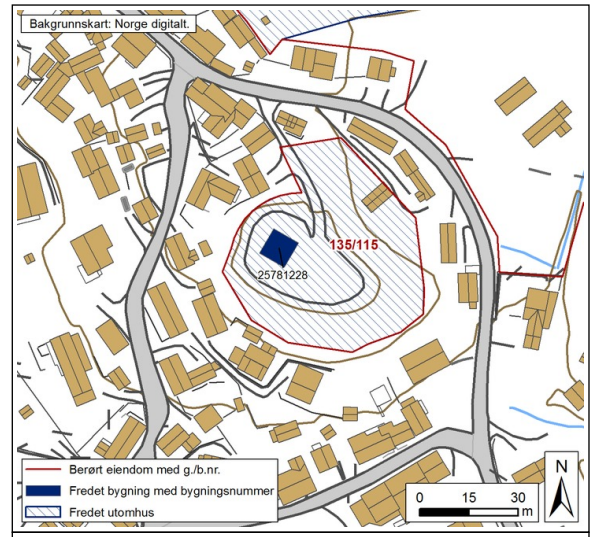 Bakgrunnskart: Norge digitalt.
135/115
25781228
Berørt eiendom med g./b.nr.
Fredet bygning med bygningsnummer
Fredet utomhus
0 15 30
m
N